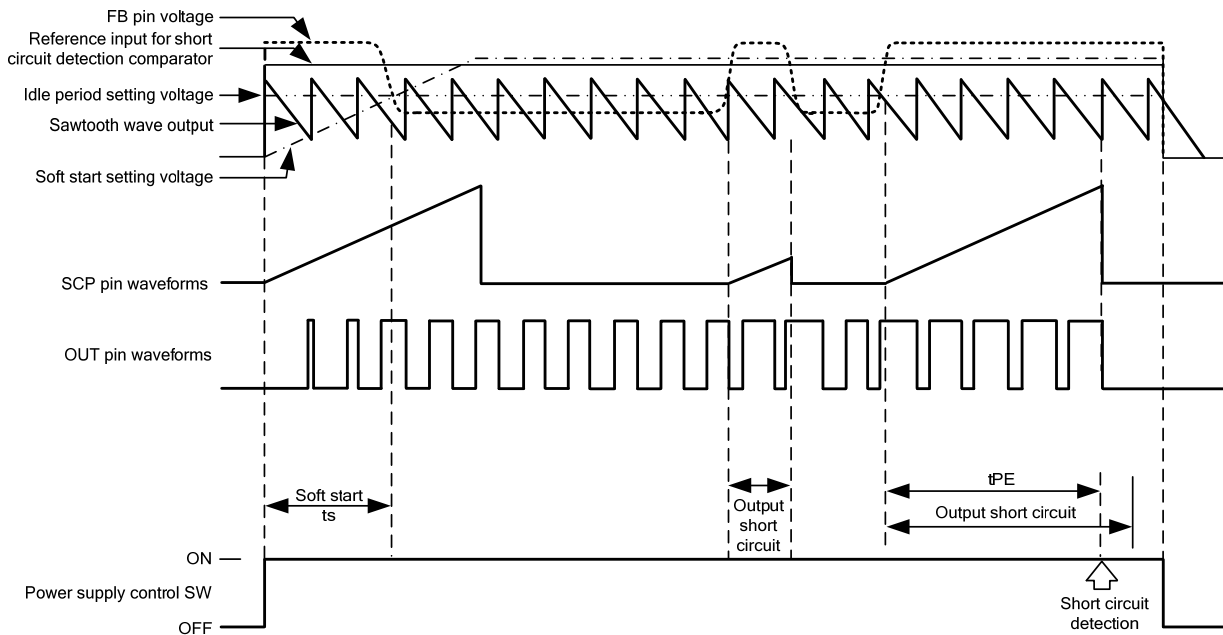 FB pin voltage
Reference input for short
circuit detection comparator
Idle period setting voltage
Sawtooth wave output
Soft start setting voltage
SCP pin waveforms
OUT pin waveforms
Soft start
ts
Output
short
circuit
tPE
Output short circuit
ON
Power supply control SW
OFF
Short circuit
detection